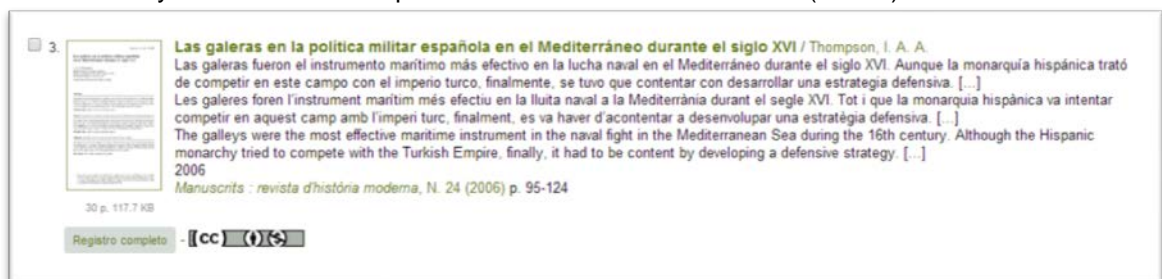 3.
Las galeras en la política militar española en el Mediterráneo durante el siglo XVI / Thompson, I. A. A.
Las galeras fueron el instrumento marítimo más efectivo en la lucha naval en el Mediterráneo durante el siglo XVI. Aunque la monarquía hispánica trató
de competir en este campo con el imperio turco, finalmente, se tuvo que contentar con desarrollar una estrategia defensiva. [...]
Les galeres foren l'instrument marítim més efectiu en la lluita naval a la Mediterrània durant el segle XVI. Tot i que la monarquia hispànica va intentar
competir en aquest camp amb l'imperi turc, finalment, es va haver d'acontentar a desenvolupar una estratègia defensiva. [...]
The galleys were the most effective maritime instrument in the naval fight in the Mediterranean Sea during the 16th century. Although the Hispanic
monarchy tried to compete with the Turkish Empire, finally, it had to be content by developing a defensive strategy. [...]
2006
Manuscrits : revista d'història moderna, N. 24 (2006) p. 95-124
30 p, 117.7 KB
Registro completo - (CC)